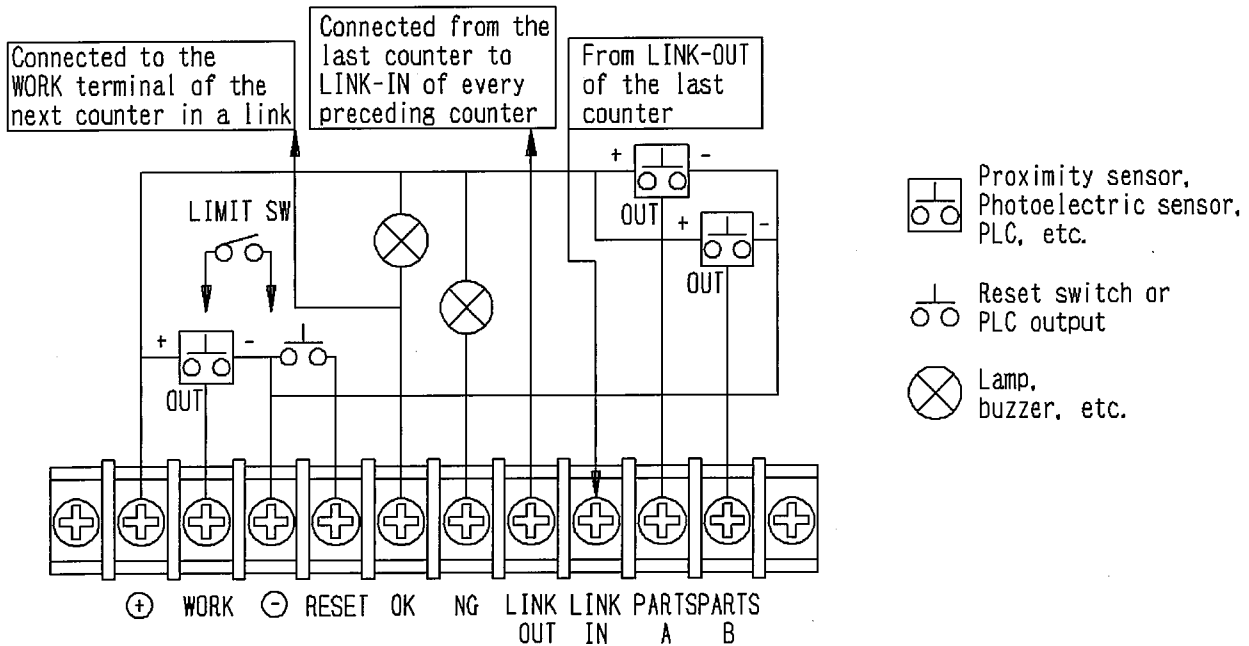 Connected to the
WORK terminal of the
next counter in a link
Connected from the
last counter to
LINK-IN of every
preceding counter
From LINK-OUT
of the last
counter
+
-
OUT
+
-
OUT
LIMIT SW
+
-
OUT
Proximity sensor,
Photoelectric sensor,
PLC, etc.
Reset switch or
PLC output
Lamp,
buzzer, etc.
+ WORK - RESET OK NG LINK LINK PARTS PARTS
OUT IN A B